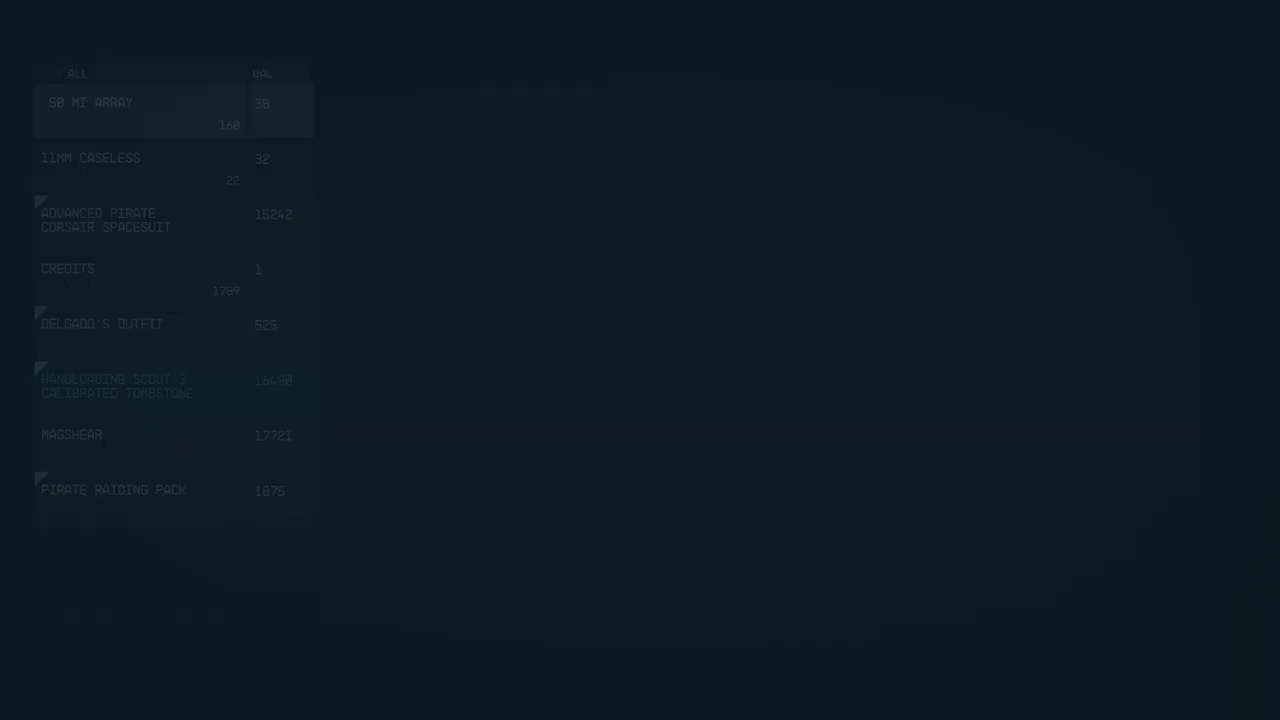 ALL VAL
50 MI ARRAY 38
160
11MM CASELESS 32
22
ADVANCED PIRATE 15242
CORSAIR SPACESUIT
CREDITS 1
1789
DELGADO'S OUTFIT 525
HANDLOADING SCOUT'S 16480
CALIBRATED TOMBSTONE
MAGSHEAR 17721
PIRATE RAIDING PACK 1875